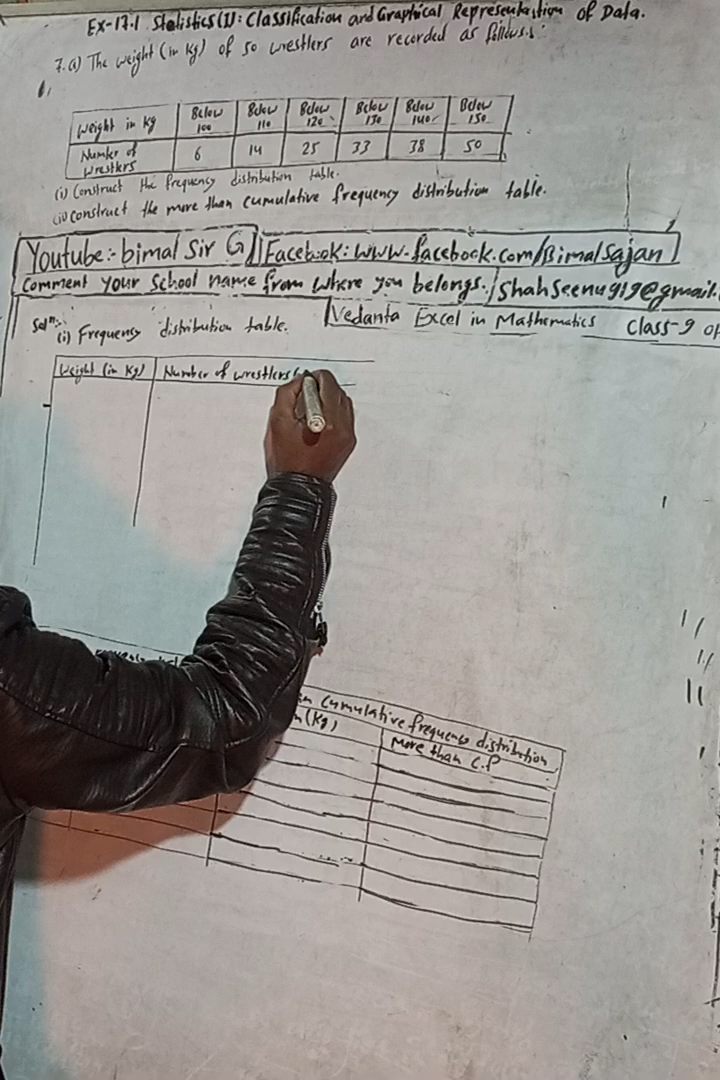 Ex-17.1 Statistics(I): Classification and Graphical Representation of Data.
7.a) The weight (in kg) of 50 wrestlers are recorded as follows:
Weight in kg Below 100 Below 110 Below 120 Below 130 Below 140 Below 150
Number of wrestlers 6 14 25 33 38 50
(i) Construct the frequency distribution table.
(ii) construct the more than cumulative frequency distribution table.
Youtube:- bimal Sir G Facebook: www.facebook.com/Bimalsajan
Comment your School name from where you belongs. shahseenu919@gmail.
Vedanta Excel in Mathematics Class-9 Op
Solⁿ:
(i) Frequency distribution table.
Weight (in kg) Number of wrestlers (
cumulative frequency distribution
(kg) More than C.f